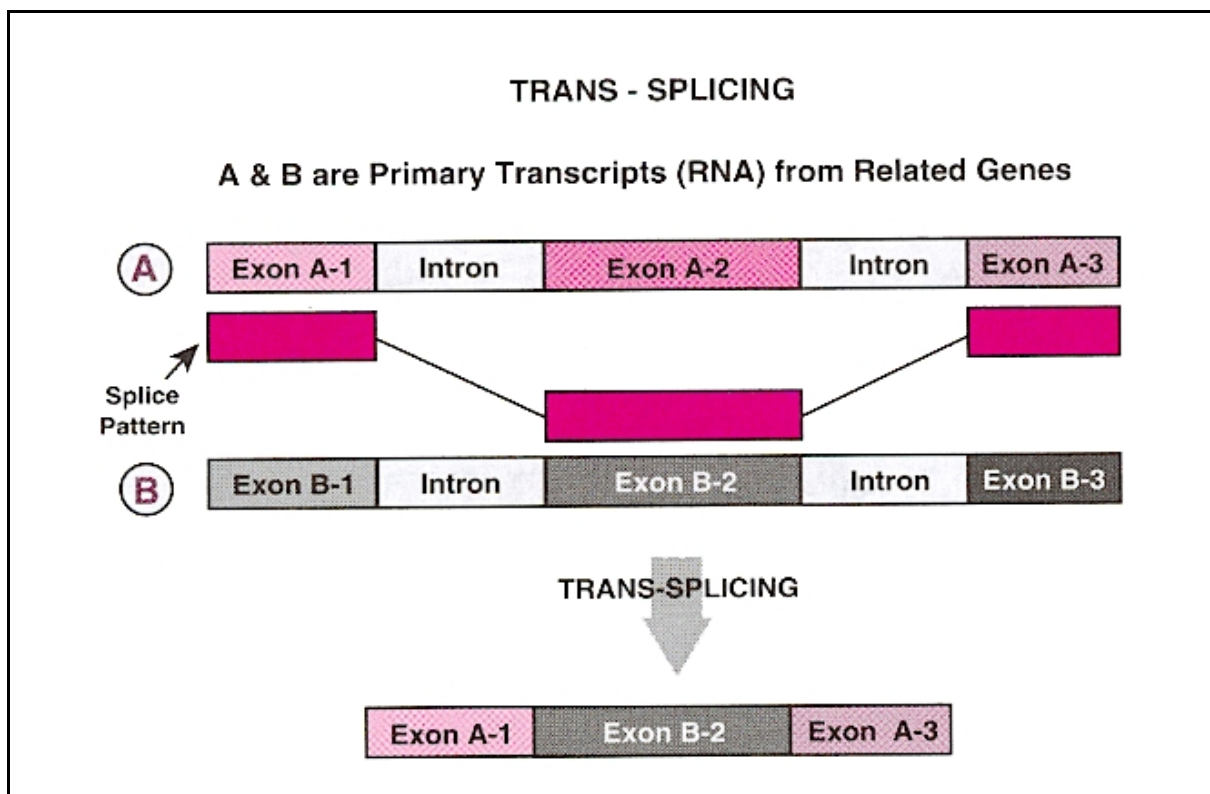 TRANS - SPLICING
A & B are Primary Transcripts (RNA) from Related Genes
A Exon A-1 Intron Exon A-2 Intron Exon A-3
Splice
Pattern
B Exon B-1 Intron Exon B-2 Intron Exon B-3
TRANS-SPLICING
Exon A-1 Exon B-2 Exon A-3